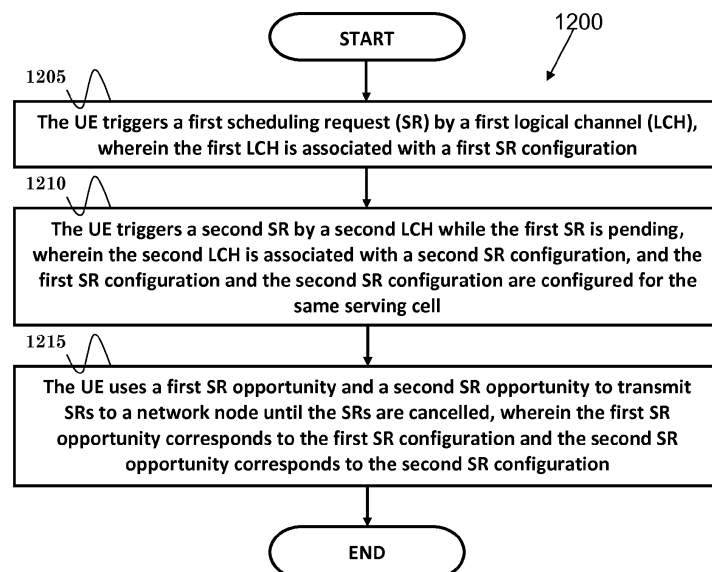 START
1200
1205
The UE triggers a first scheduling request (SR) by a first logical channel (LCH),
wherein the first LCH is associated with a first SR configuration
1210
The UE triggers a second SR by a second LCH while the first SR is pending,
wherein the second LCH is associated with a second SR configuration, and the
first SR configuration and the second SR configuration are configured for the
same serving cell
1215
The UE uses a first SR opportunity and a second SR opportunity to transmit
SRs to a network node until the SRs are cancelled, wherein the first SR
opportunity corresponds to the first SR configuration and the second SR
opportunity corresponds to the second SR configuration
END